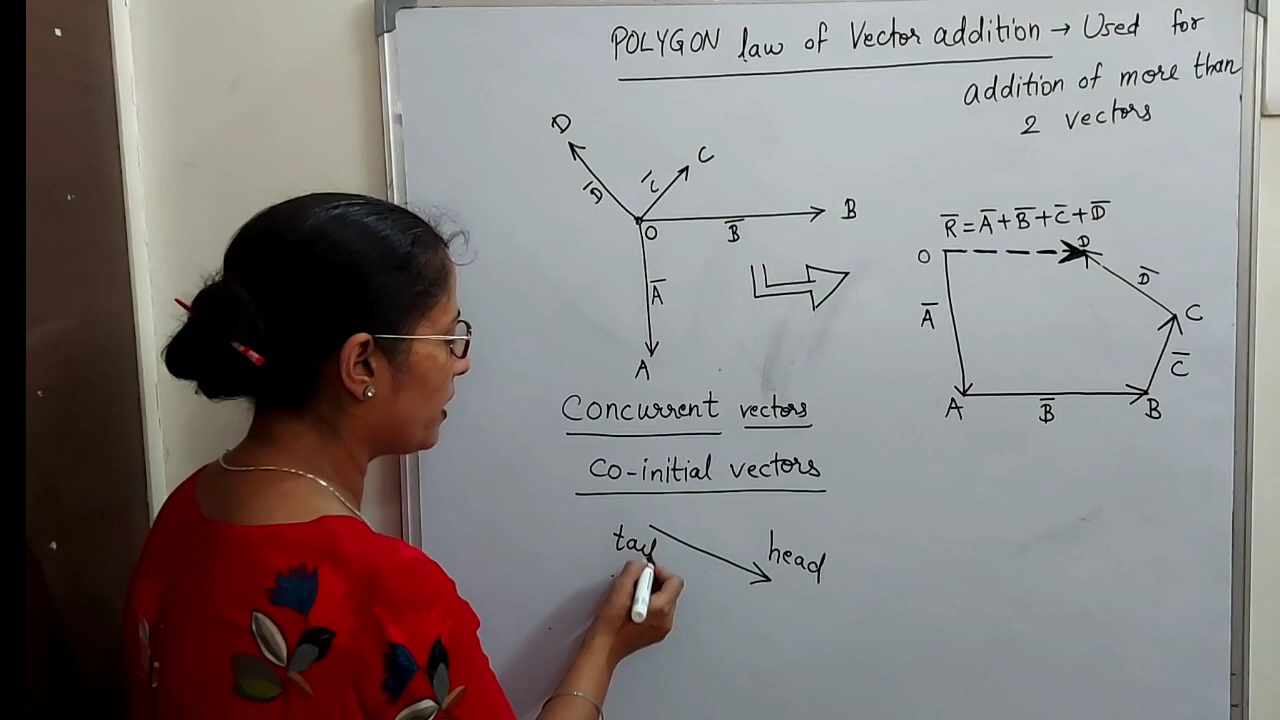 POLYGON law of Vector addition → Used for
addition of more than
2 vectors
D
C
D̅
C̅
B
O
B̅
A̅
A
R̅ = A̅ + B̅ + C̅ + D̅
O
D
D̅
A̅
C
C̅
A
B̅
B
Concurrent vectors
Co-initial vectors
tail
head